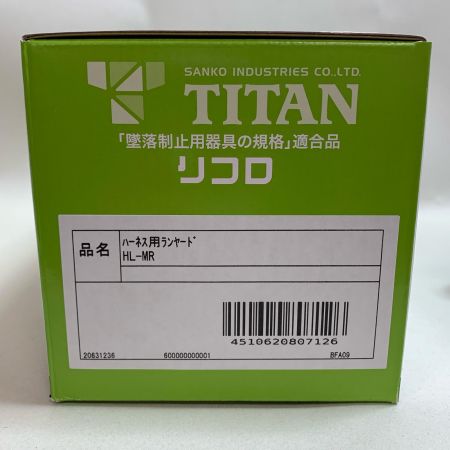 SANKO INDUSTRIES CO.,LTD.
TITAN
「墜落制止用器具の規格」適合品
リコロ
品名
ﾊｰﾈｽ用ﾗﾝﾔｰﾄﾞ
HL-MR
4510620807126
20631236 600000000001 BFA09